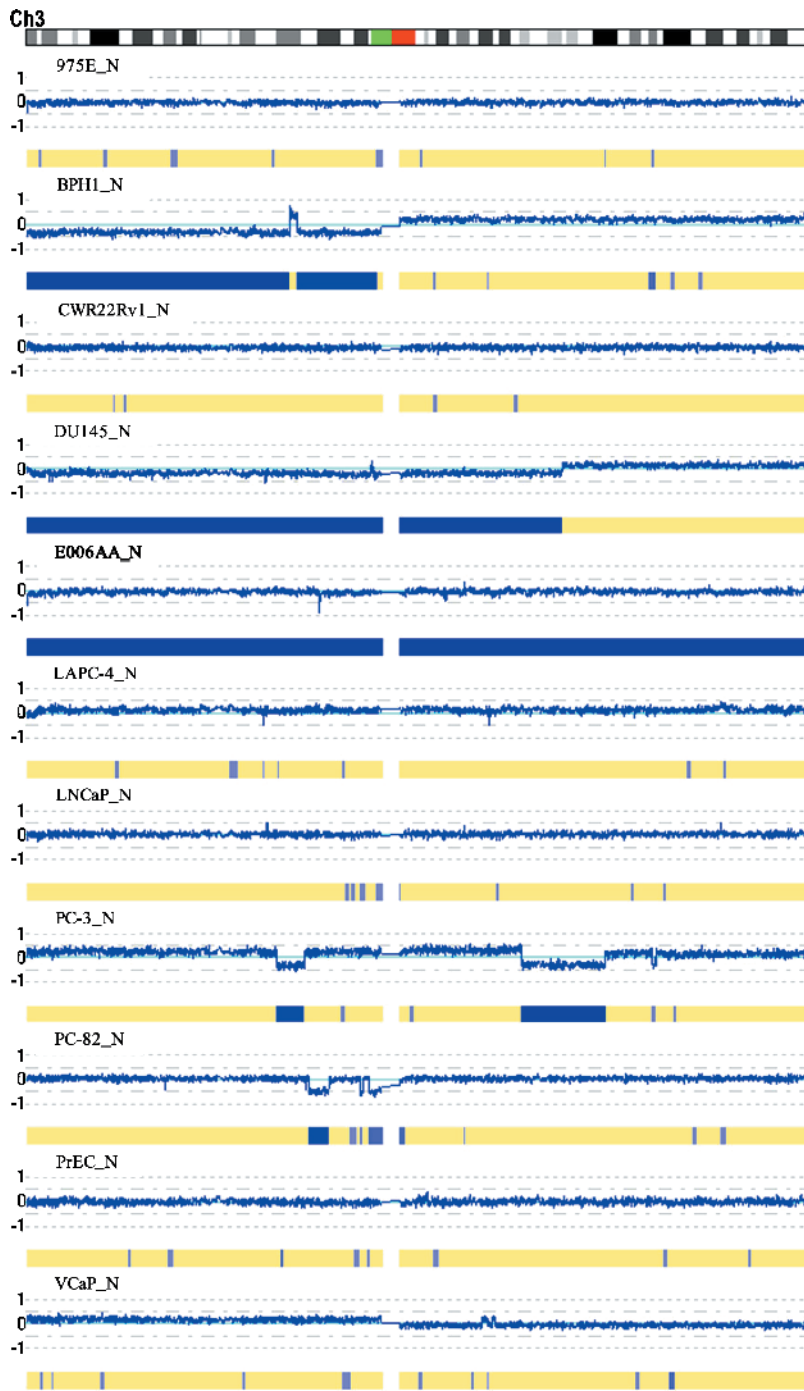 Ch3
975E_N
1
0
-1
BPH1_N
1
0
-1
CWR22Rv1_N
1
0
-1
DU145_N
1
0
-1
E006AA_N
1
0
-1
LAPC-4_N
1
0
-1
LNCaP_N
1
0
-1
PC-3_N
1
0
-1
PC-82_N
1
0
-1
PrEC_N
1
0
-1
VCaP_N
1
0
-1